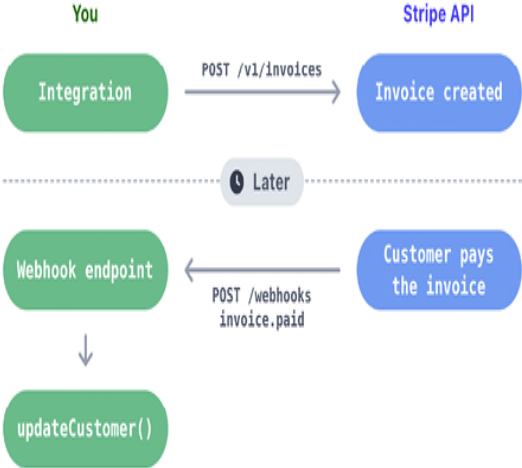 You
Stripe API
POST /v1/invoices
Integration
Invoice created
Later
Webhook endpoint
Customer pays
the invoice
POST /webhooks
invoice.paid
updateCustomer()